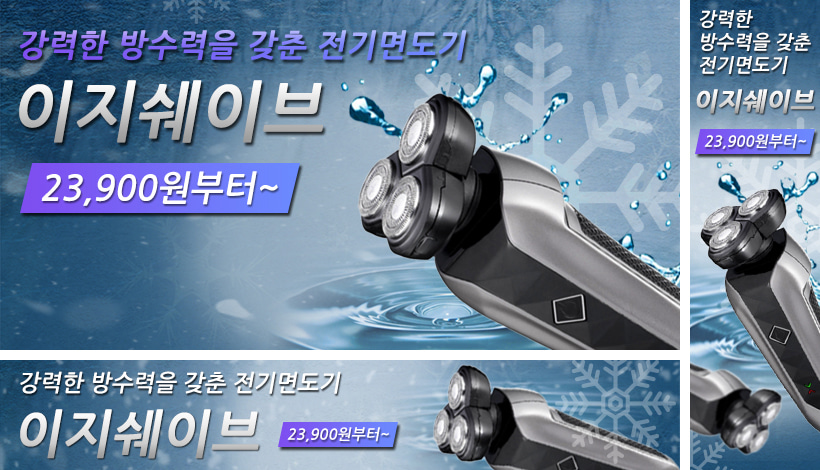 강력한 방수력을 갖춘 전기면도기
이지쉐이브
23,900원부터~
강력한
방수력을 갖춘
전기면도기
이지쉐이브
23,900원부터~
강력한 방수력을 갖춘 전기면도기
이지쉐이브
23,900원부터~